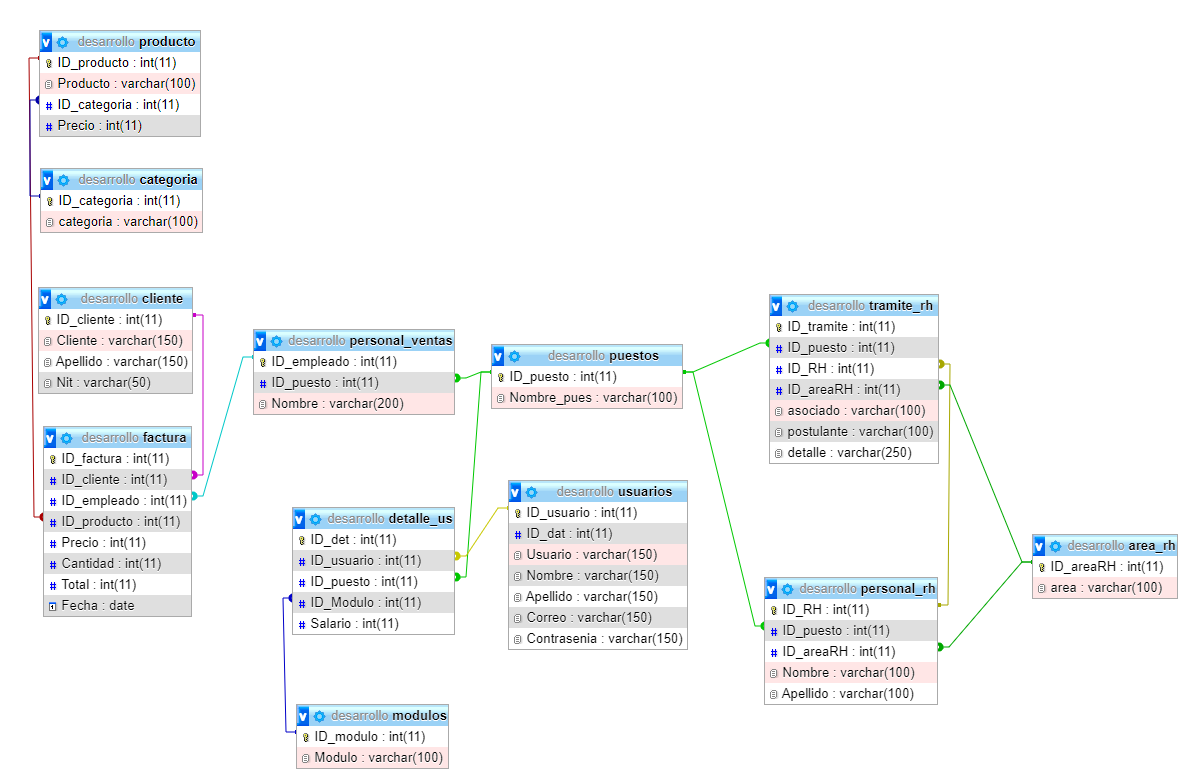 desarrollo producto
ID_producto : int(11)
Producto : varchar(100)
# ID_categoria : int(11)
# Precio : int(11)
desarrollo categoria
ID_categoria : int(11)
categoria : varchar(100)
desarrollo cliente
ID_cliente : int(11)
Cliente : varchar(150)
Apellido : varchar(150)
Nit : varchar(50)
desarrollo factura
ID_factura : int(11)
# ID_cliente : int(11)
# ID_empleado : int(11)
# ID_producto : int(11)
# Precio : int(11)
# Cantidad : int(11)
# Total : int(11)
Fecha : date
desarrollo personal_ventas
ID_empleado : int(11)
# ID_puesto : int(11)
Nombre : varchar(200)
desarrollo detalle_us
ID_det : int(11)
# ID_usuario : int(11)
# ID_puesto : int(11)
# ID_Modulo : int(11)
# Salario : int(11)
desarrollo modulos
ID_modulo : int(11)
Modulo : varchar(100)
desarrollo puestos
ID_puesto : int(11)
Nombre_pues : varchar(100)
desarrollo usuarios
ID_usuario : int(11)
# ID_dat : int(11)
Usuario : varchar(150)
Nombre : varchar(150)
Apellido : varchar(150)
Correo : varchar(150)
Contrasenia : varchar(150)
desarrollo tramite_rh
ID_tramite : int(11)
# ID_puesto : int(11)
# ID_RH : int(11)
# ID_areaRH : int(11)
asociado : varchar(100)
postulante : varchar(100)
detalle : varchar(250)
desarrollo personal_rh
ID_RH : int(11)
# ID_puesto : int(11)
# ID_areaRH : int(11)
Nombre : varchar(100)
Apellido : varchar(100)
desarrollo area_rh
ID_areaRH : int(11)
area : varchar(100)